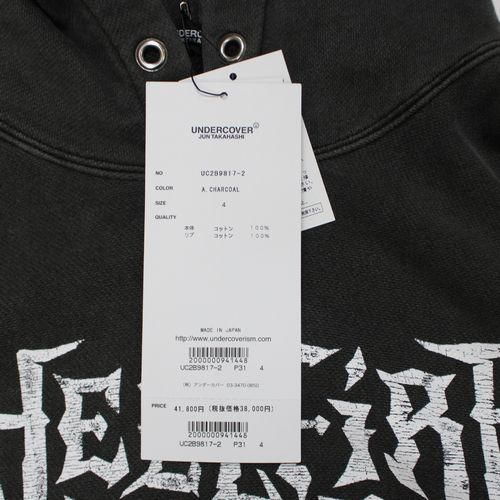 UNDERCOVER
UNDERCOVER
JUN TAKAHASHI
NO UC2B9817-2
COLOR A.CHARCOAL
SIZE 4
QUALITY
本体 コットン 100%
リブ コットン 100%
MADE IN JAPAN
http://www.undercoverism.com/
2000000941448
UC2B9817-2 P31 4
(株) アンダーカバー 03-3470-0850
PRICE 41,800円 (税抜価格38,000円)
2000000941448
UC2B9817-2 P31 4
HELLFIRE